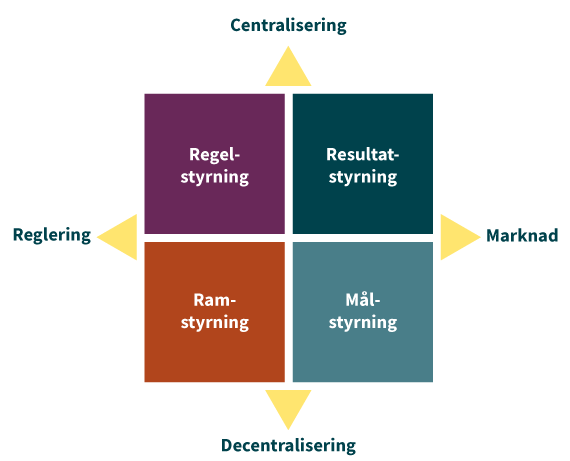 Centralisering
Regel-
styrning
Resultat-
styrning
Reglering
Marknad
Ram-
styrning
Mål-
styrning
Decentralisering